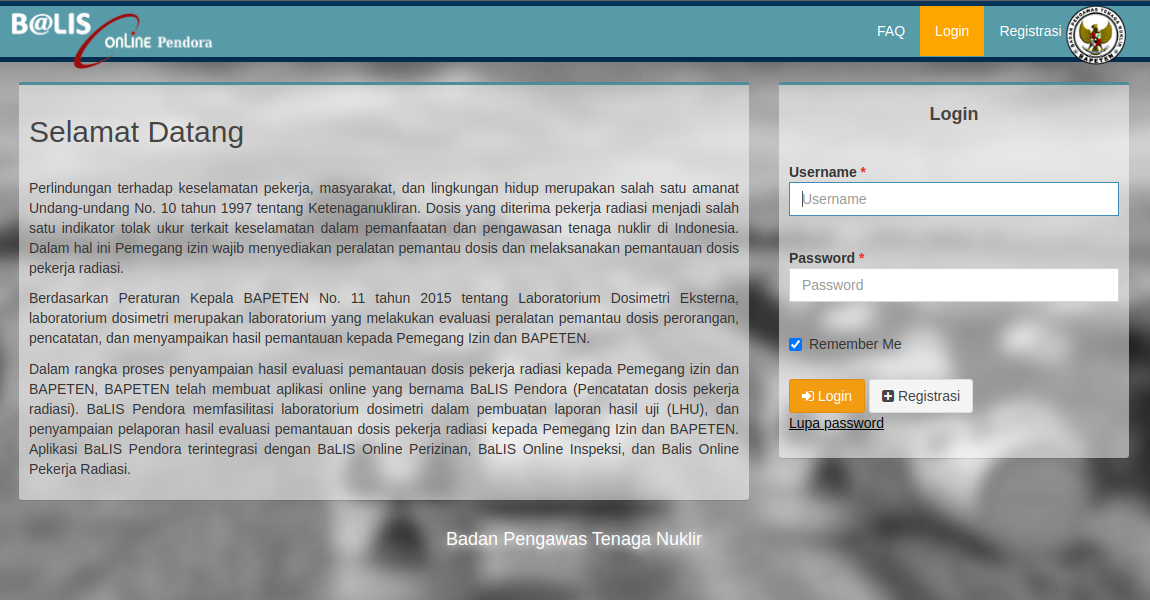 B@LIS
OnLINE Pendora
FAQ
Login
Registrasi
BADAN PENGAWAS TENAGA NUKLIR
BAPETEN
Selamat Datang
Perlindungan terhadap keselamatan pekerja, masyarakat, dan lingkungan hidup merupakan salah satu amanat
Undang-undang No. 10 tahun 1997 tentang Ketenaganukliran. Dosis yang diterima pekerja radiasi menjadi salah
satu indikator tolak ukur terkait keselamatan dalam pemanfaatan dan pengawasan tenaga nuklir di Indonesia.
Dalam hal ini Pemegang izin wajib menyediakan peralatan pemantau dosis dan melaksanakan pemantauan dosis
pekerja radiasi.
Berdasarkan Peraturan Kepala BAPETEN No. 11 tahun 2015 tentang Laboratorium Dosimetri Eksterna,
laboratorium dosimetri merupakan laboratorium yang melakukan evaluasi peralatan pemantau dosis perorangan,
pencatatan, dan menyampaikan hasil pemantauan kepada Pemegang Izin dan BAPETEN.
Dalam rangka proses penyampaian hasil evaluasi pemantauan dosis pekerja radiasi kepada Pemegang izin dan
BAPETEN, BAPETEN telah membuat aplikasi online yang bernama BaLIS Pendora (Pencatatan dosis pekerja
radiasi). BaLIS Pendora memfasilitasi laboratorium dosimetri dalam pembuatan laporan hasil uji (LHU), dan
penyampaian pelaporan hasil evaluasi pemantauan dosis pekerja radiasi kepada Pemegang Izin dan BAPETEN.
Aplikasi BaLIS Pendora terintegrasi dengan BaLIS Online Perizinan, BaLIS Online Inspeksi, dan Balis Online
Pekerja Radiasi.
Login
Username *
Username
Password *
Password
Remember Me
Login
Registrasi
Lupa password
Badan Pengawas Tenaga Nuklir